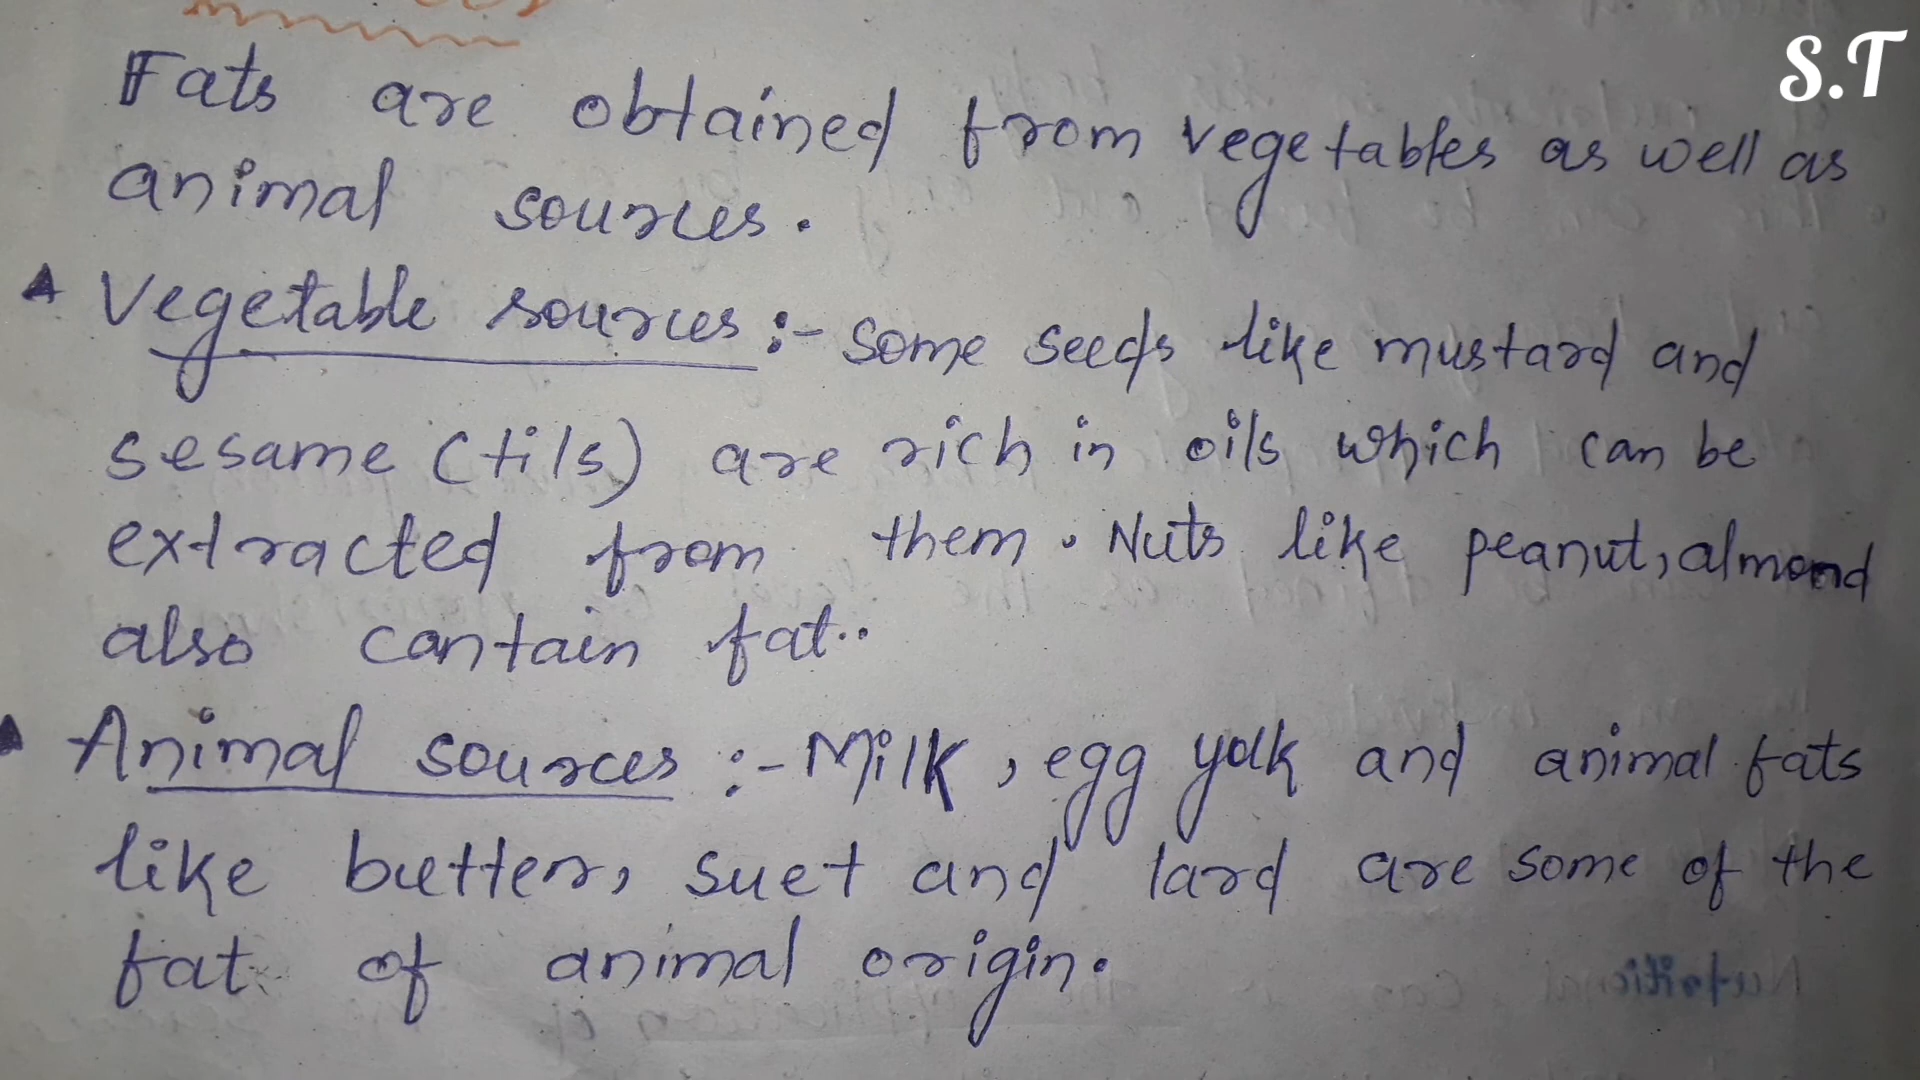 S.T
Fats are obtained from vegetables as well as
animal sources.
Vegetable sources :- Some seeds like mustard and
sesame (tils) are rich in oils which can be
extracted from them. Nuts like peanut, almond
also contain fat..
Animal sources :- Milk, egg yolk and animal fats
like butter, suet and lard are some of the
fat of animal origin.